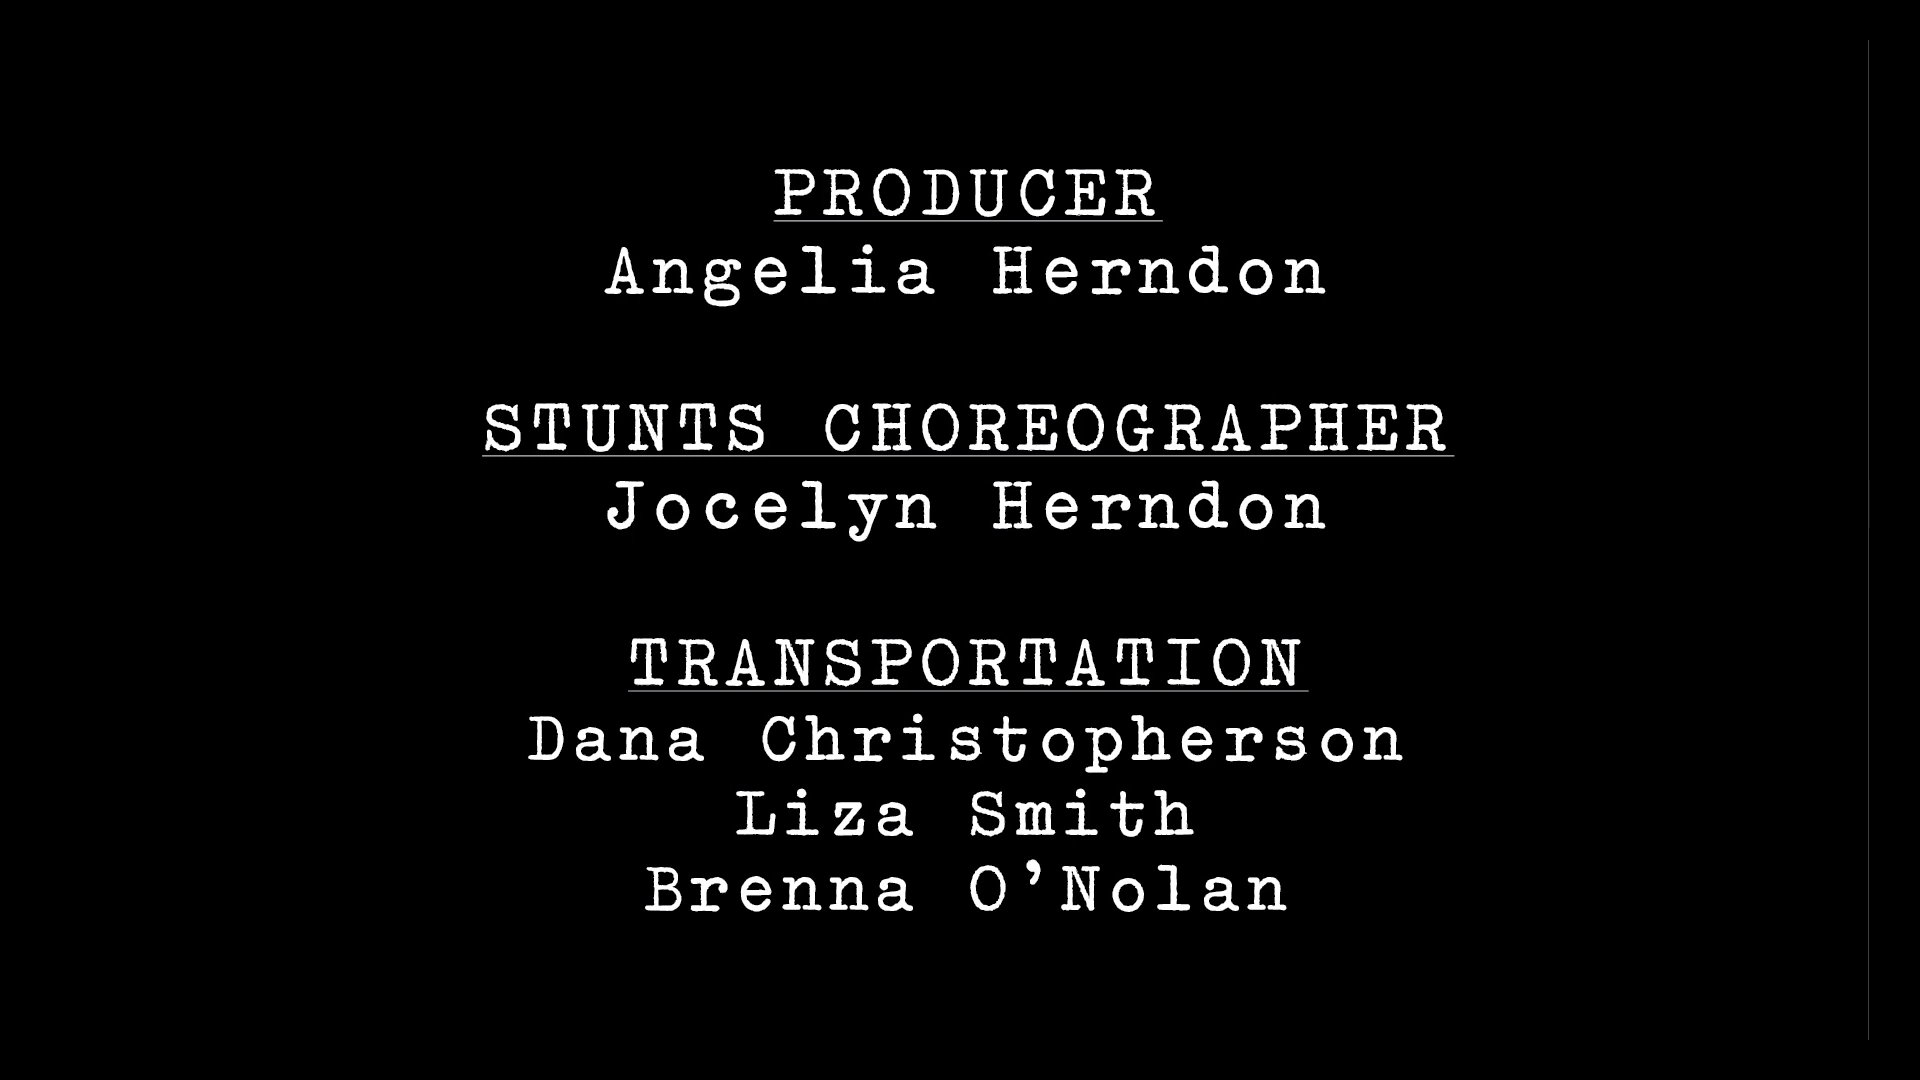 PRODUCER
Angelia Herndon
STUNTS CHOREOGRAPHER
Jocelyn Herndon
TRANSPORTATION
Dana Christopherson
Liza Smith
Brenna O’Nolan